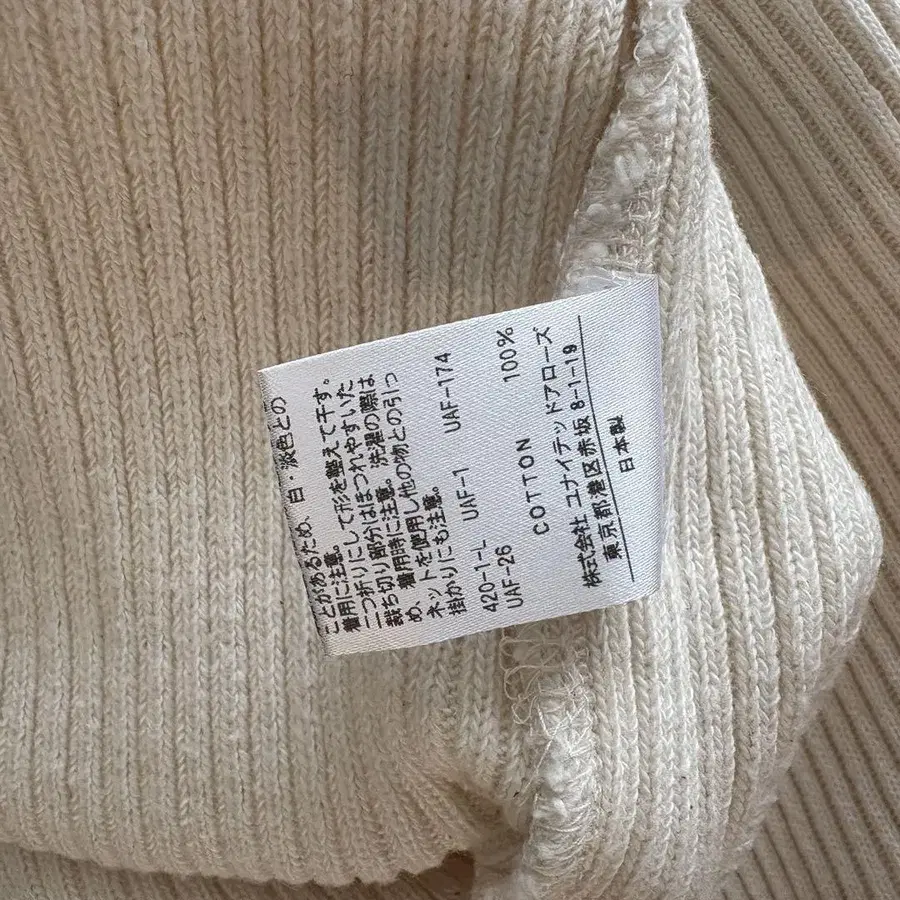 ことがあるため、白・淡色との
着用に注意。
二つ折りにして形を整えて干す。
裁ち切り部分はほつれやすいた
め、着用時に注意。洗濯の際は
ネットを使用し他の物との引っ
掛かりにも注意。
420-1-L UAF-1 UAF-174
UAF-26
COTTON 100%
株式会社 ユナイテッドアローズ
東京都港区赤坂 8-1-19
日本製